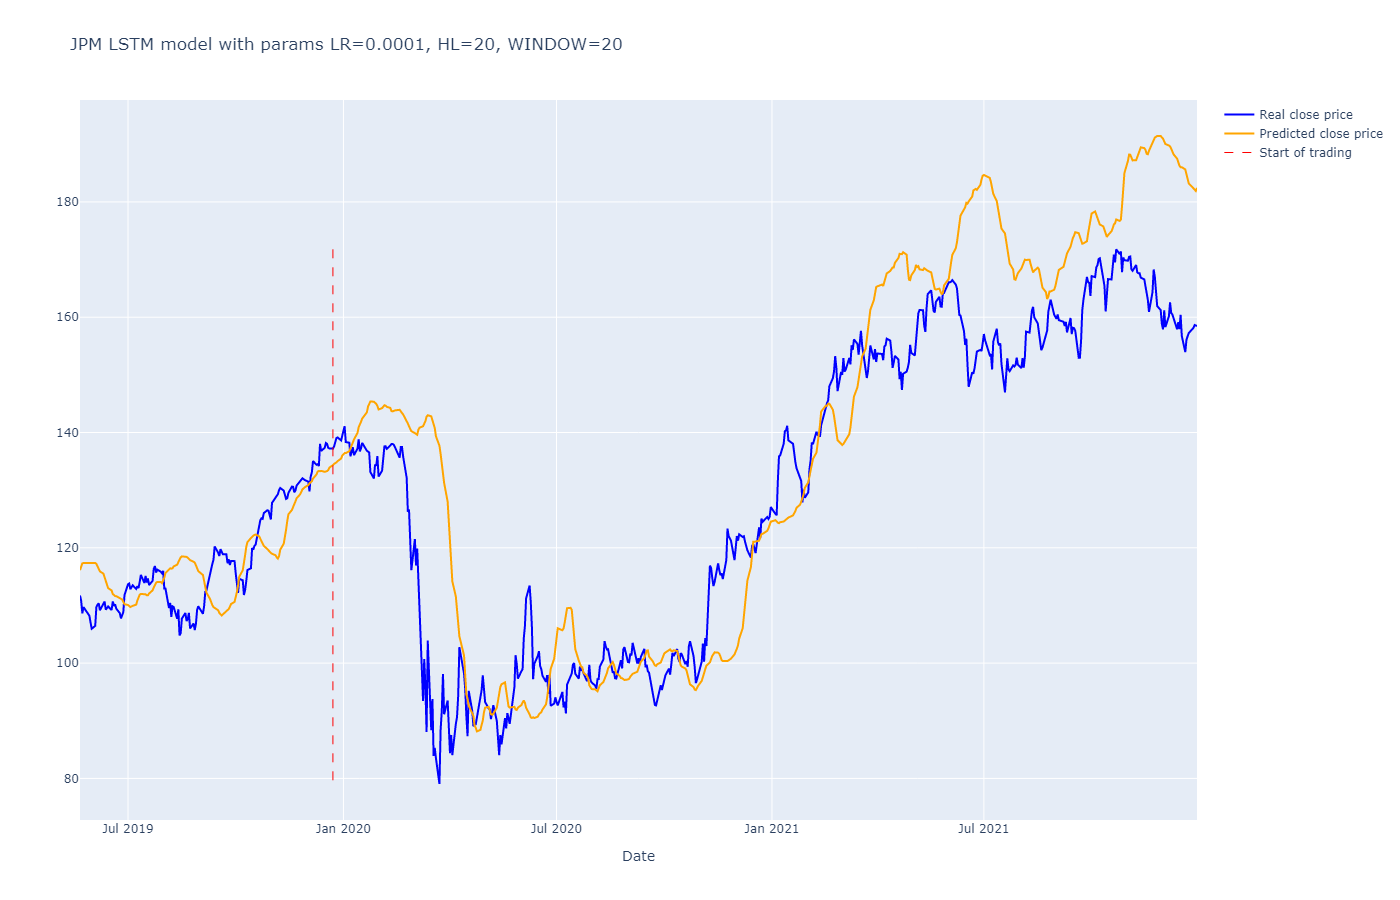 JPM LSTM model with params LR=0.0001, HL=20, WINDOW=20
Real close price
Predicted close price
Start of trading
180
160
140
120
100
80
Jul 2019 Jan 2020 Jul 2020 Jan 2021 Jul 2021
Date